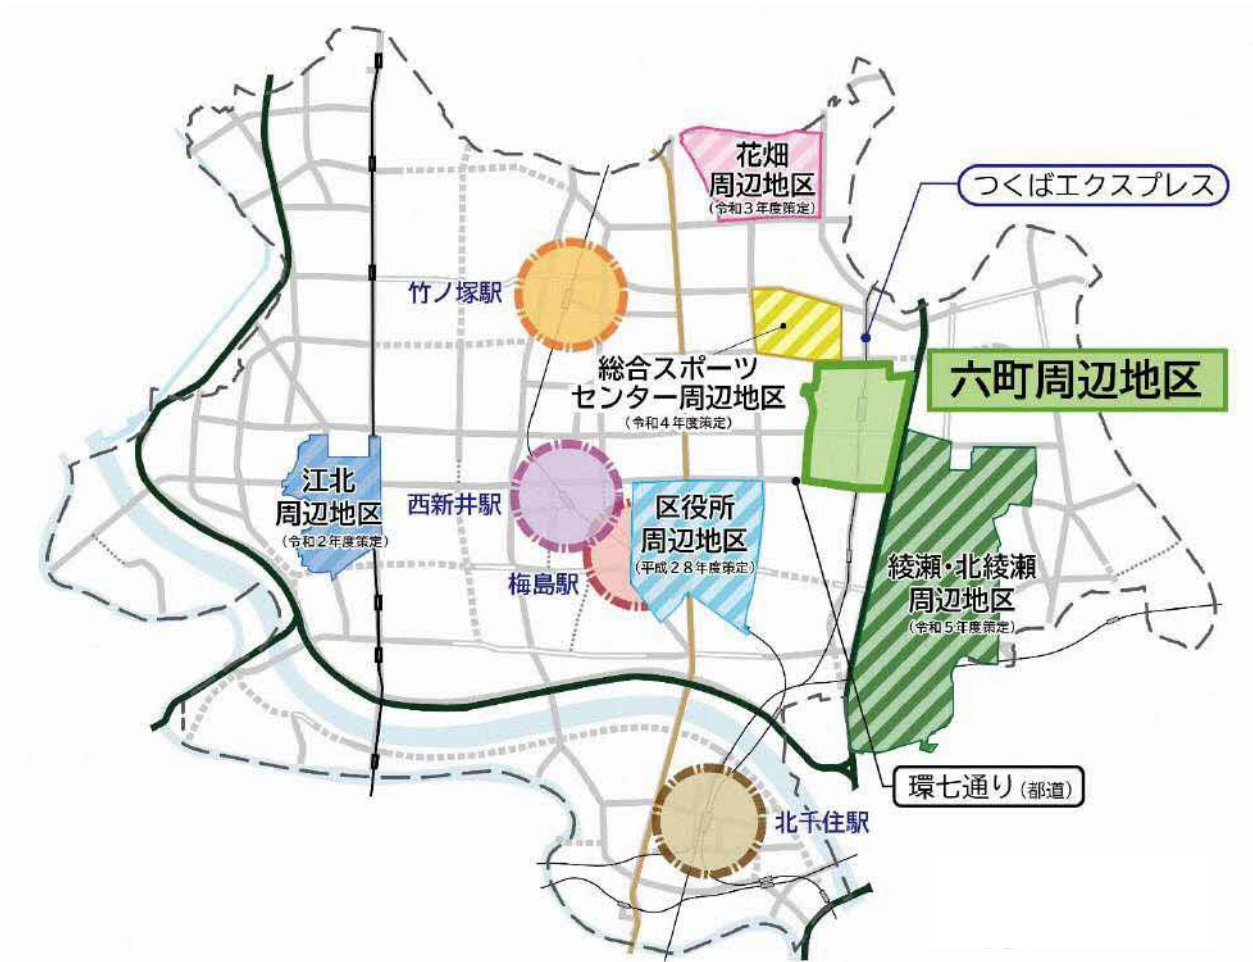 花畑
周辺地区
(令和3年度策定)
つくばエクスプレス
竹ノ塚駅
総合スポーツ
センター周辺地区
(令和4年度策定)
六町周辺地区
江北
周辺地区
(令和2年度策定)
西新井駅
区役所
周辺地区
(平成28年度策定)
梅島駅
綾瀬・北綾瀬
周辺地区
(令和5年度策定)
環七通り(都道)
北千住駅